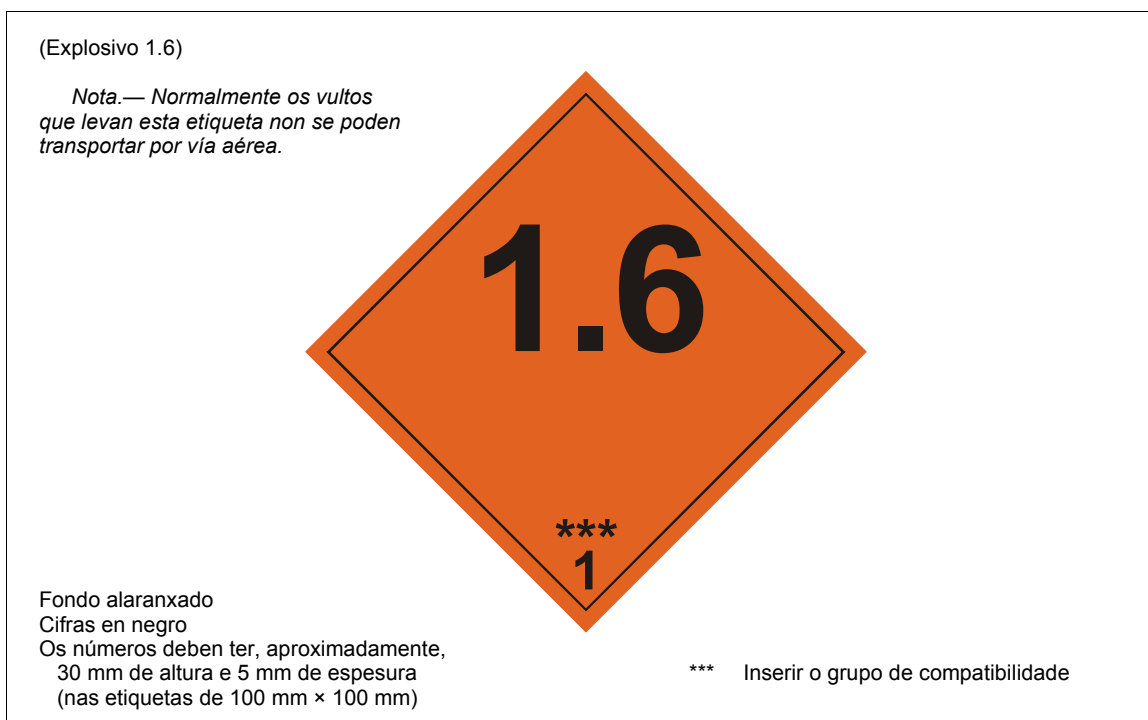 (Explosivo 1.6)
Nota.— Normalmente os vultos
que levan esta etiqueta non se poden
transportar por vía aérea.
1.6
***
1
Fondo alaranxado
Cifras en negro
Os números deben ter, aproximadamente,
30 mm de altura e 5 mm de espesura
(nas etiquetas de 100 mm × 100 mm)
*** Inserir o grupo de compatibilidade